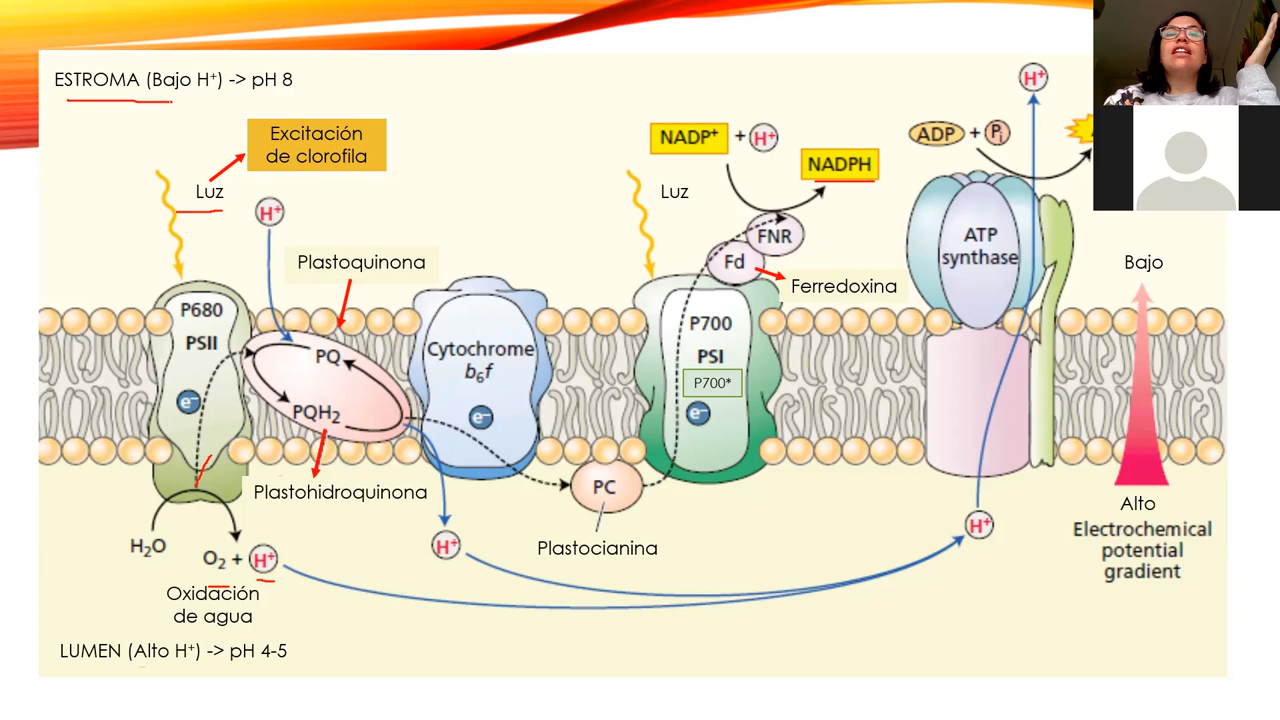 ESTROMA (Bajo H⁺) -> pH 8
Excitación
de clorofila
Luz
H⁺
Plastoquinona
P680
PSII
e⁻
PQ
PQH₂
Plastohidroquinona
H₂O
O₂ + H⁺
Oxidación
de agua
LUMEN (Alto H⁺) -> pH 4-5
Cytochrome
b₆f
e⁻
H⁺
PC
Plastocianina
Luz
NADP⁺ + H⁺
NADPH
FNR
Fd
Ferredoxina
P700
PSI
P700*
e⁻
H⁺
ADP + Pᵢ
ATP
synthase
H⁺
Bajo
Alto
Electrochemical
potential
gradient